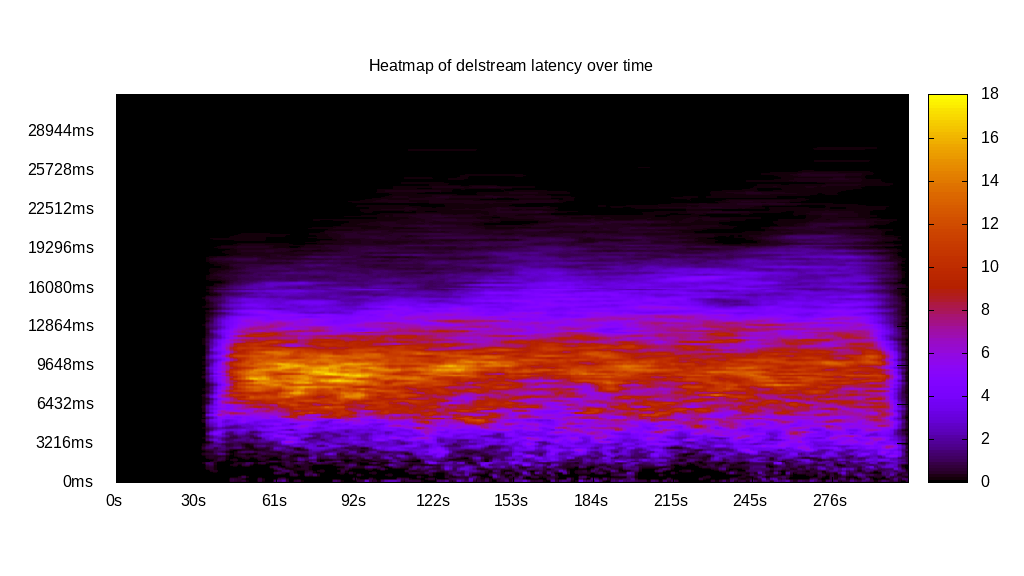 Heatmap of delstream latency over time
28944ms
25728ms
22512ms
19296ms
16080ms
12864ms
9648ms
6432ms
3216ms
0ms
0s 30s 61s 92s 122s 153s 184s 215s 245s 276s
18
16
14
12
10
8
6
4
2
0